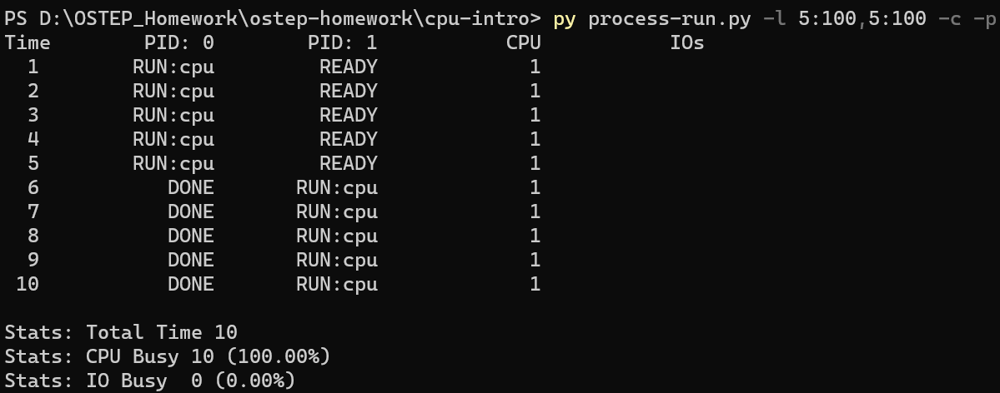 PS D:\OSTEP_Homework\ostep-homework\cpu-intro> py process-run.py -l 5:100,5:100 -c -p
Time        PID: 0        PID: 1           CPU           IOs
  1        RUN:cpu         READY             1
  2        RUN:cpu         READY             1
  3        RUN:cpu         READY             1
  4        RUN:cpu         READY             1
  5        RUN:cpu         READY             1
  6           DONE       RUN:cpu             1
  7           DONE       RUN:cpu             1
  8           DONE       RUN:cpu             1
  9           DONE       RUN:cpu             1
 10           DONE       RUN:cpu             1
Stats: Total Time 10
Stats: CPU Busy 10 (100.00%)
Stats: IO Busy  0 (0.00%)